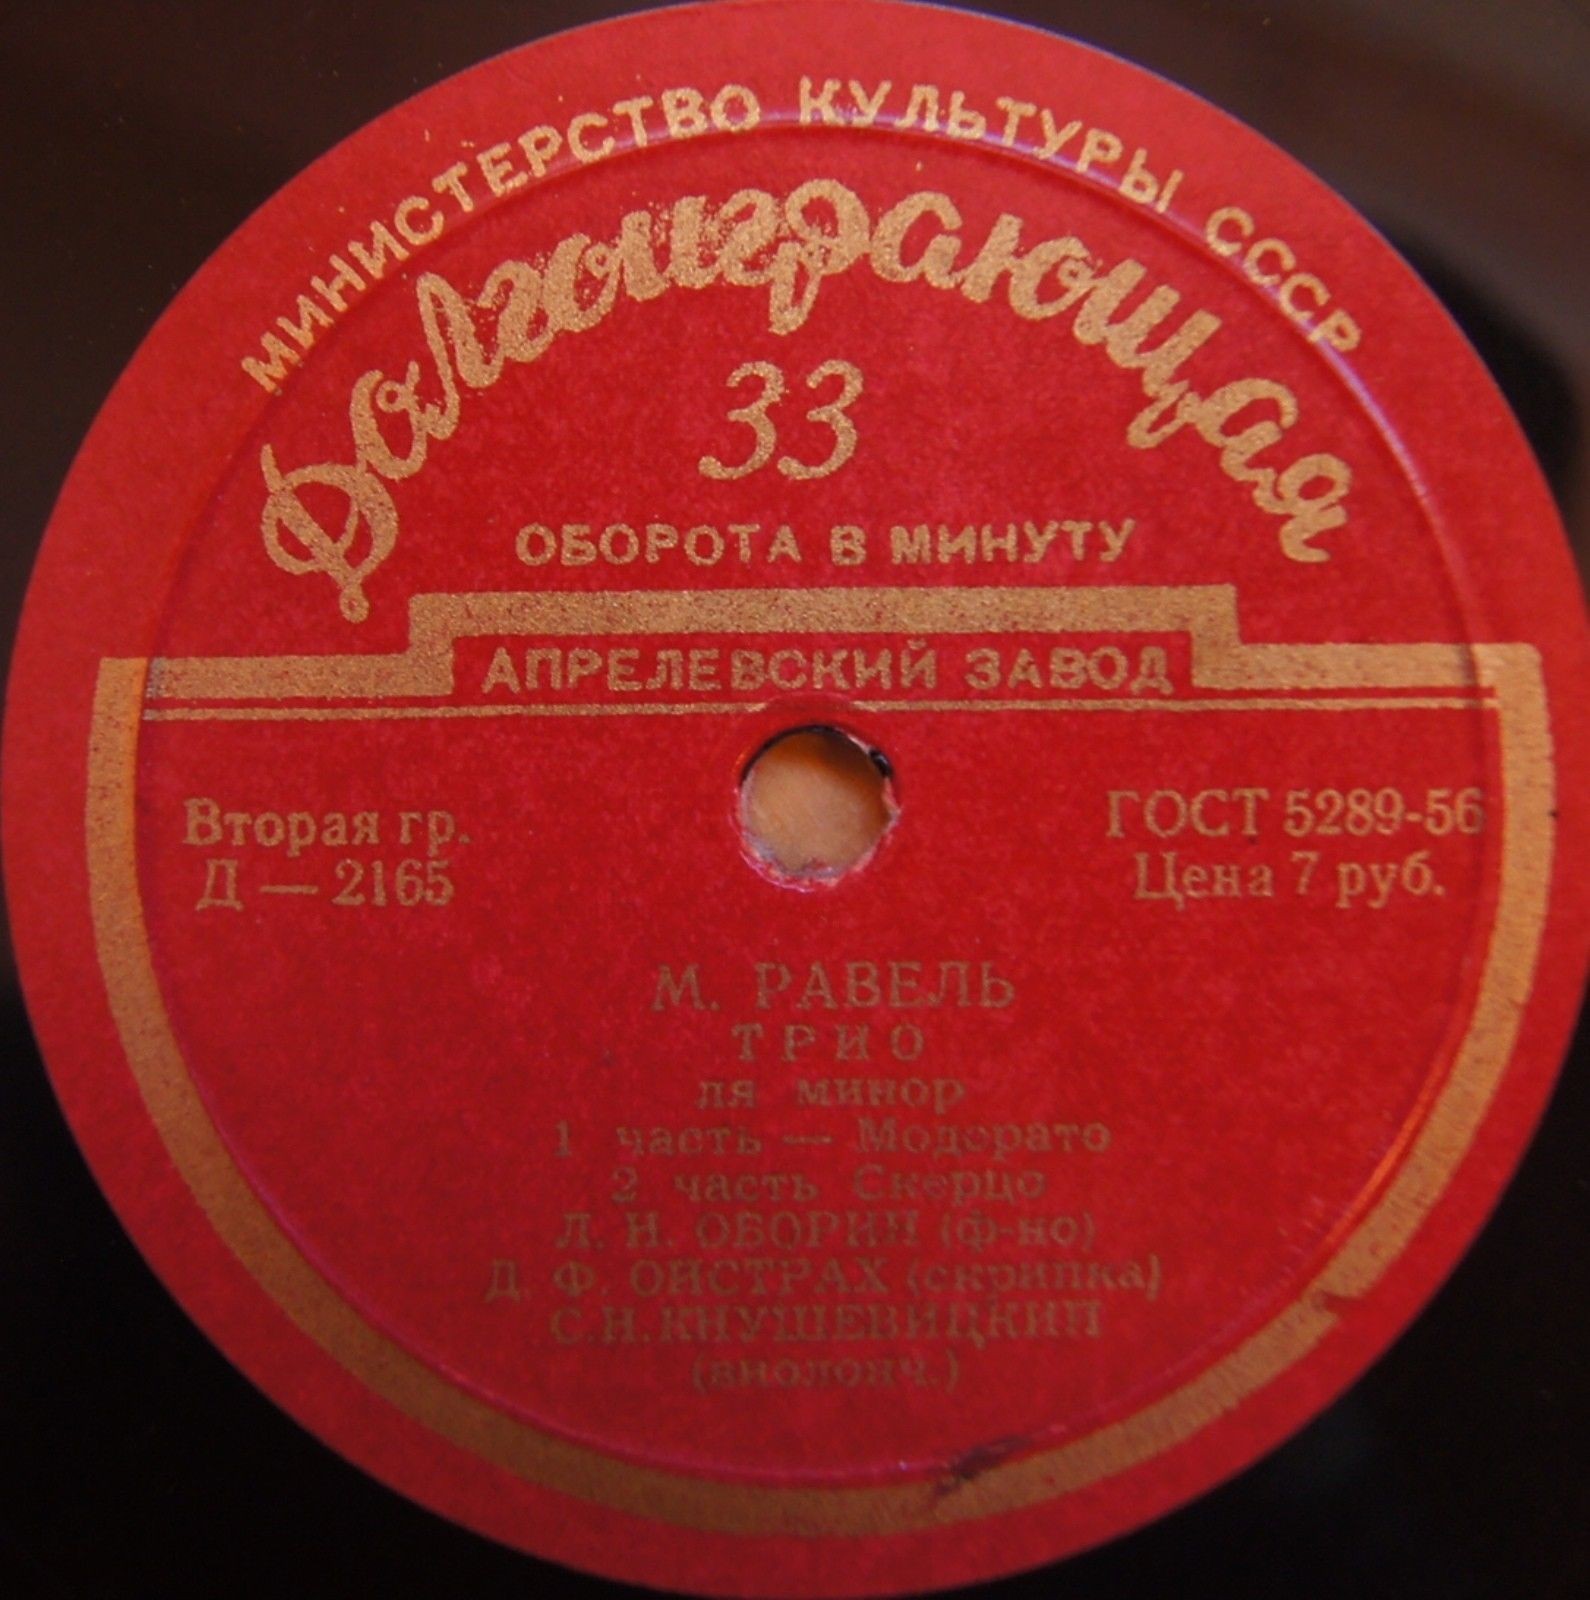 МИНИСТЕРСТВО КУЛЬТУРЫ СССР
Долгоиграющая
33
ОБОРОТА В МИНУТУ
АПРЕЛЕВСКИЙ ЗАВОД
Вторая гр.
Д — 2165
ГОСТ 5289-56
Цена 7 руб.
М. РАВЕЛЬ
ТРИО
ля минор
1 часть — Модерато
2 часть Скерцо
Л. Н. ОБОРИН (ф-но)
Д. Ф. ОЙСТРАХ (скрипка)
С.Н.КНУШЕВИЦКИЙ
(виолонч.)